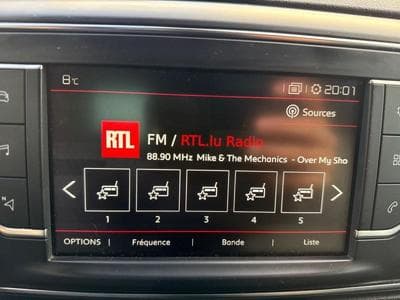 8°C 20:01
Sources
RTL FM / RTL.lu Radio
88.90 MHz Mike & The Mechanics - Over My Sho
1 2 3 4 5
OPTIONS Fréquence Bande Liste
N